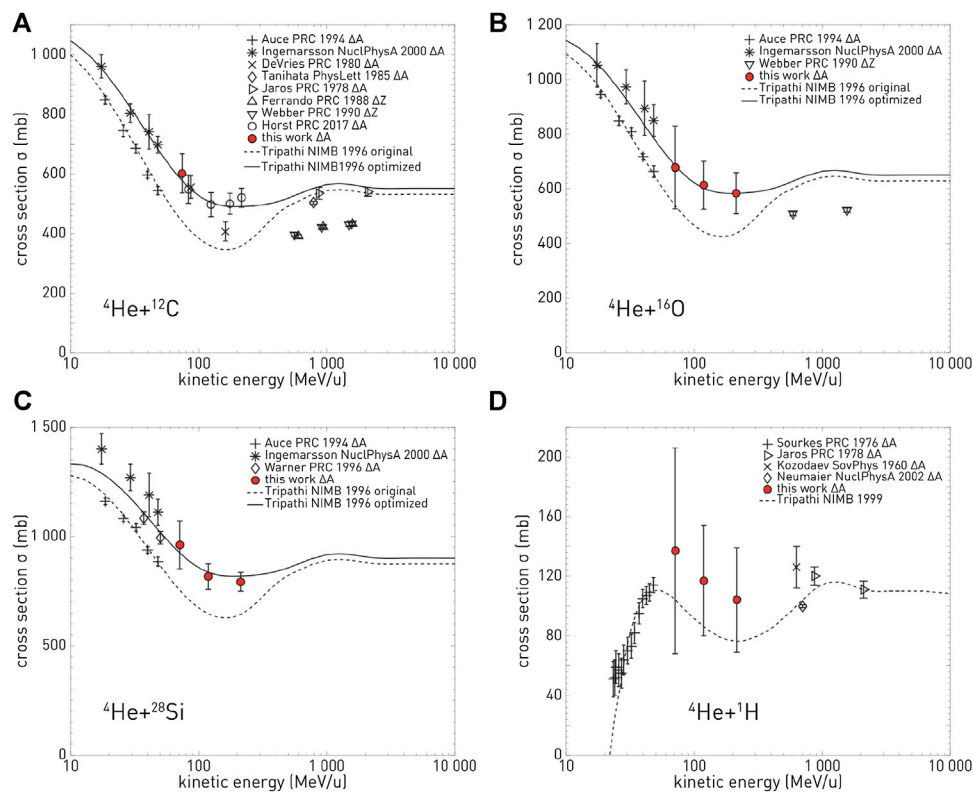 A
1 000
800
600
400
200
0
cross section σ (mb)
Auce PRC 1994 ΔA
Ingemarsson NuclPhysA 2000 ΔA
DeVries PRC 1980 ΔA
Tanihata PhysLett 1985 ΔA
Jaros PRC 1978 ΔA
Ferrando PRC 1988 ΔZ
Webber PRC 1990 ΔZ
Horst PRC 2017 ΔA
this work ΔA
Tripathi NIMB 1996 original
Tripathi NIMB1996 optimized
⁴He+¹²C
10 100 1 000 10 000
kinetic energy (MeV/u)
B
1 200
1 000
800
600
400
200
0
cross section σ (mb)
Auce PRC 1994 ΔA
Ingemarsson NuclPhysA 2000 ΔA
Webber PRC 1990 ΔZ
this work ΔA
Tripathi NIMB 1996 original
Tripathi NIMB 1996 optimized
⁴He+¹⁶O
10 100 1 000 10 000
kinetic energy (MeV/u)
C
1 500
1 000
500
0
cross section σ (mb)
Auce PRC 1994 ΔA
Ingemarsson NuclPhysA 2000 ΔA
Warner PRC 1996 ΔA
this work ΔA
Tripathi NIMB 1996 original
Tripathi NIMB 1996 optimized
⁴He+²⁸Si
10 100 1 000 10 000
kinetic energy (MeV/u)
D
200
160
120
80
40
0
cross section σ (mb)
Sourkes PRC 1976 ΔA
Jaros PRC 1978 ΔA
Kozodaev SovPhys 1960 ΔA
Neumaier NuclPhysA 2002 ΔA
this work ΔA
Tripathi NIMB 1999
⁴He+¹H
10 100 1 000 10 000
kinetic energy (MeV/u)